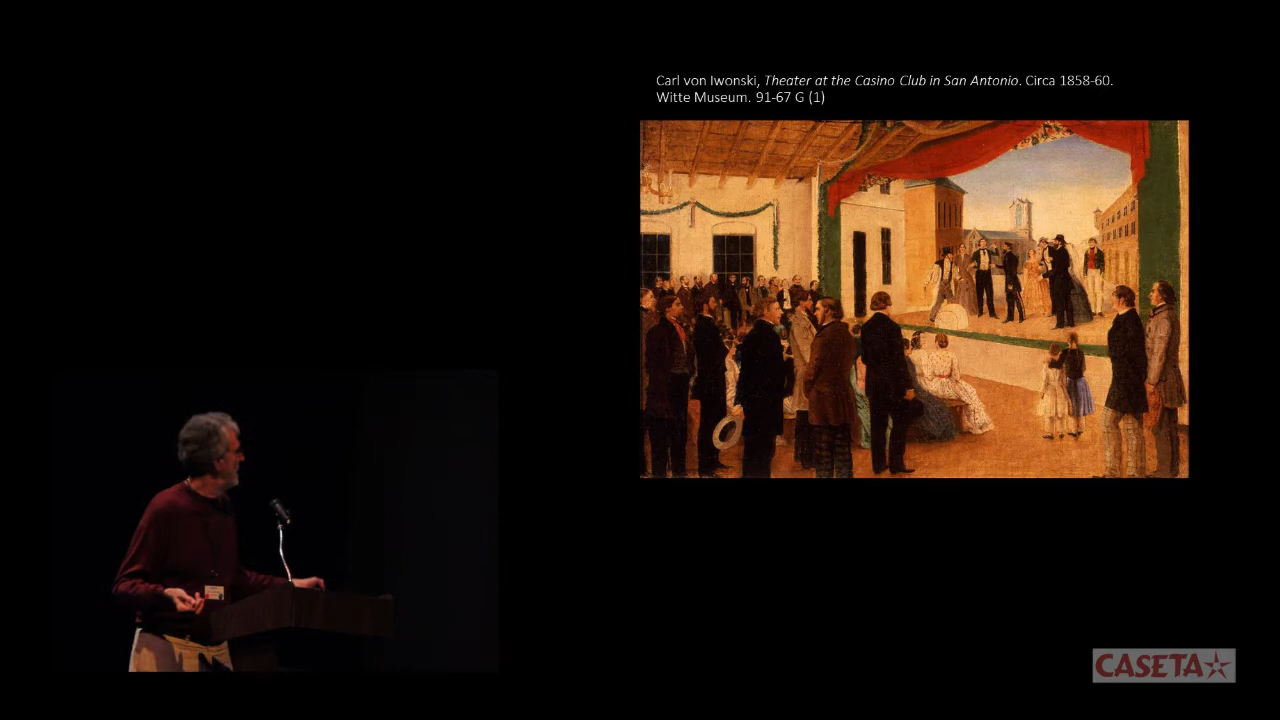 Carl von Iwonski, Theater at the Casino Club in San Antonio. Circa 1858-60.
Witte Museum. 91-67 G (1)
CASETA